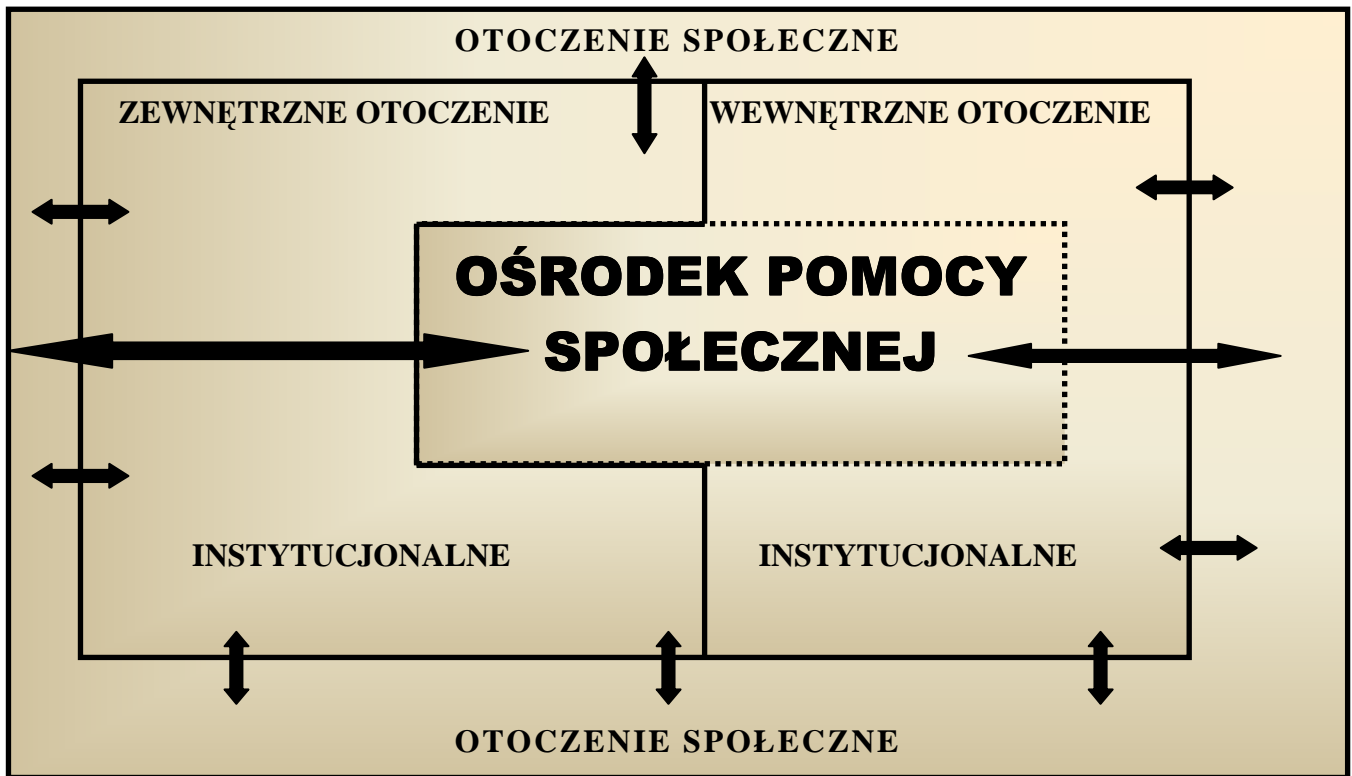 OTOCZENIE SPOŁECZNE
ZEWNĘTRZNE OTOCZENIE
WEWNĘTRZNE OTOCZENIE
OŚRODEK POMOCY
SPOŁECZNEJ
INSTYTUCJONALNE
INSTYTUCJONALNE
OTOCZENIE SPOŁECZNE